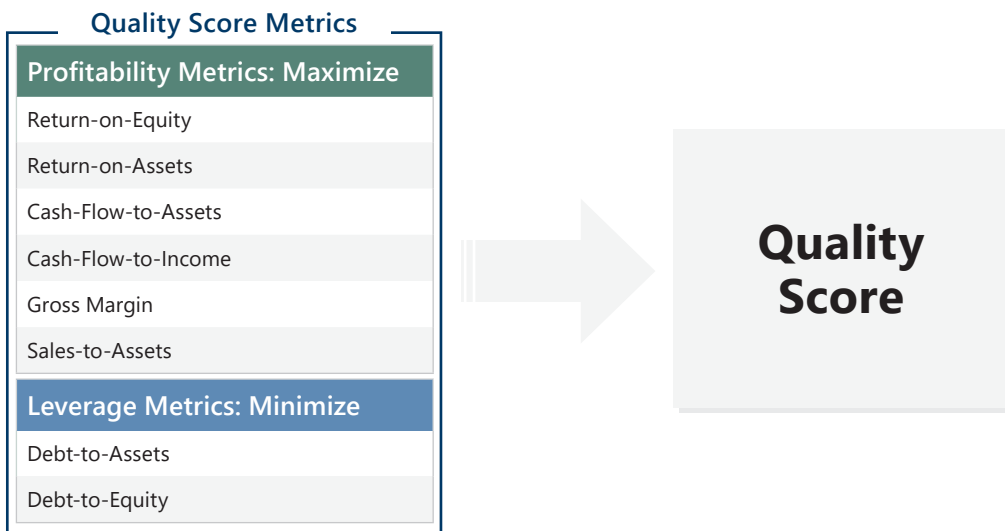 Quality Score Metrics
Profitability Metrics: Maximize
Return-on-Equity
Return-on-Assets
Cash-Flow-to-Assets
Cash-Flow-to-Income
Gross Margin
Sales-to-Assets
Leverage Metrics: Minimize
Debt-to-Assets
Debt-to-Equity
Quality
Score